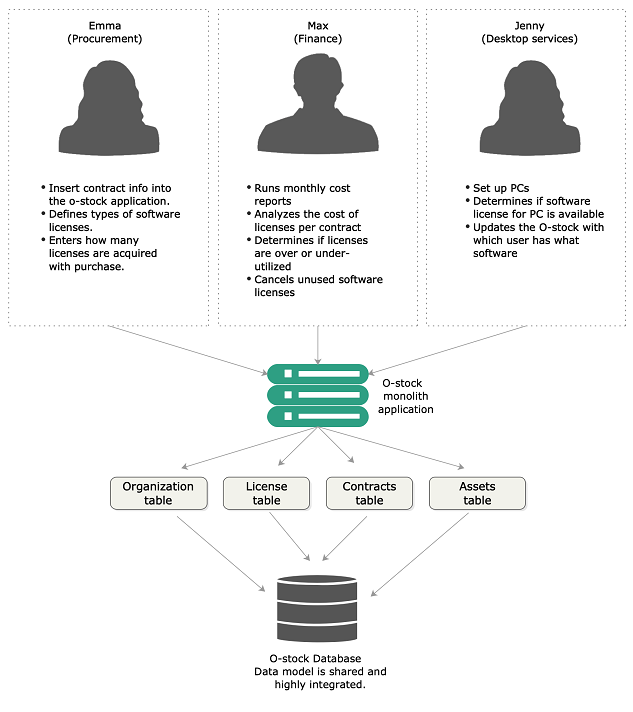 Emma
(Procurement)
• Insert contract info into
the o-stock application.
• Defines types of software
licenses.
• Enters how many
licenses are acquired
with purchase.
Max
(Finance)
• Runs monthly cost
reports
• Analyzes the cost of
licenses per contract
• Determines if licenses
are over or under-
utilized
• Cancels unused software
licenses
Jenny
(Desktop services)
• Set up PCs
• Determines if software
license for PC is available
• Updates the O-stock with
which user has what
software
O-stock
monolith
application
Organization
table
License
table
Contracts
table
Assets
table
O-stock Database
Data model is shared and
highly integrated.